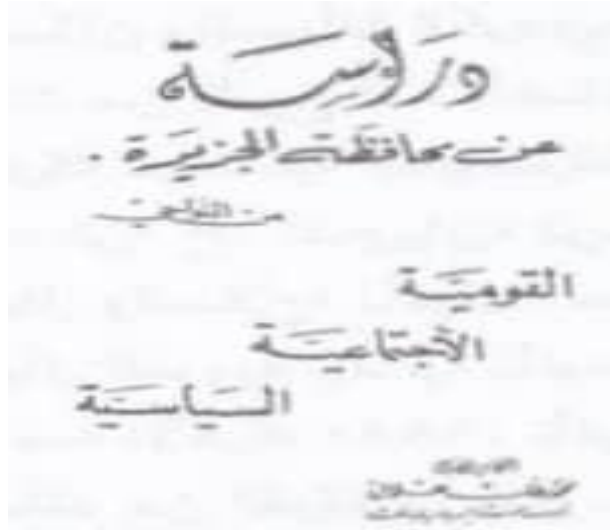 دراسة
عن محافظة الجزيرة .
من النواحي
القومية
الاجتماعية
السياسية